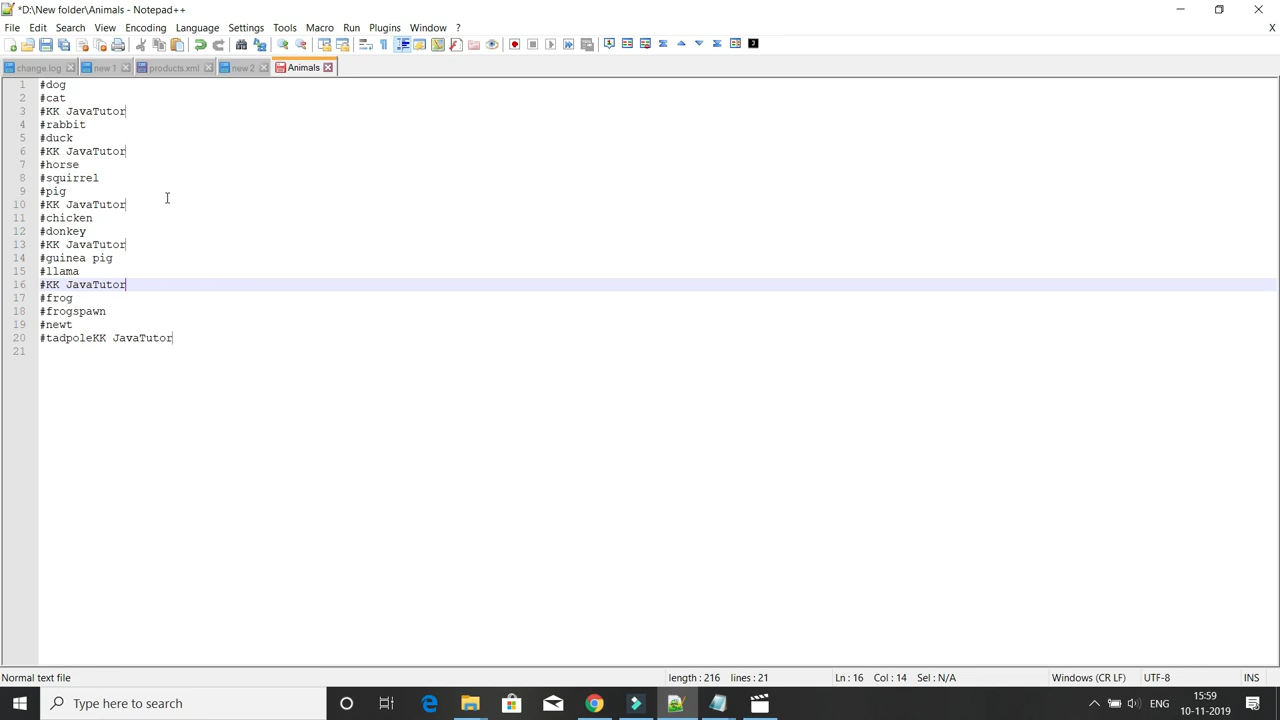 *D:\New folder\Animals - Notepad++
File Edit Search View Encoding Language Settings Tools Macro Run Plugins Window ? X
change.log new 1 products.xml new 2 Animals
1 #dog
2 #cat
3 #KK JavaTutor
4 #rabbit
5 #duck
6 #KK JavaTutor
7 #horse
8 #squirrel
9 #pig
10 #KK JavaTutor
11 #chicken
12 #donkey
13 #KK JavaTutor
14 #guinea pig
15 #llama
16 #KK JavaTutor
17 #frog
18 #frogspawn
19 #newt
20 #tadpoleKK JavaTutor
21
Normal text file length : 216 lines : 21 Ln : 16 Col : 14 Sel : N/A Windows (CR LF) UTF-8 INS
Type here to search ENG 15:59
10-11-2019